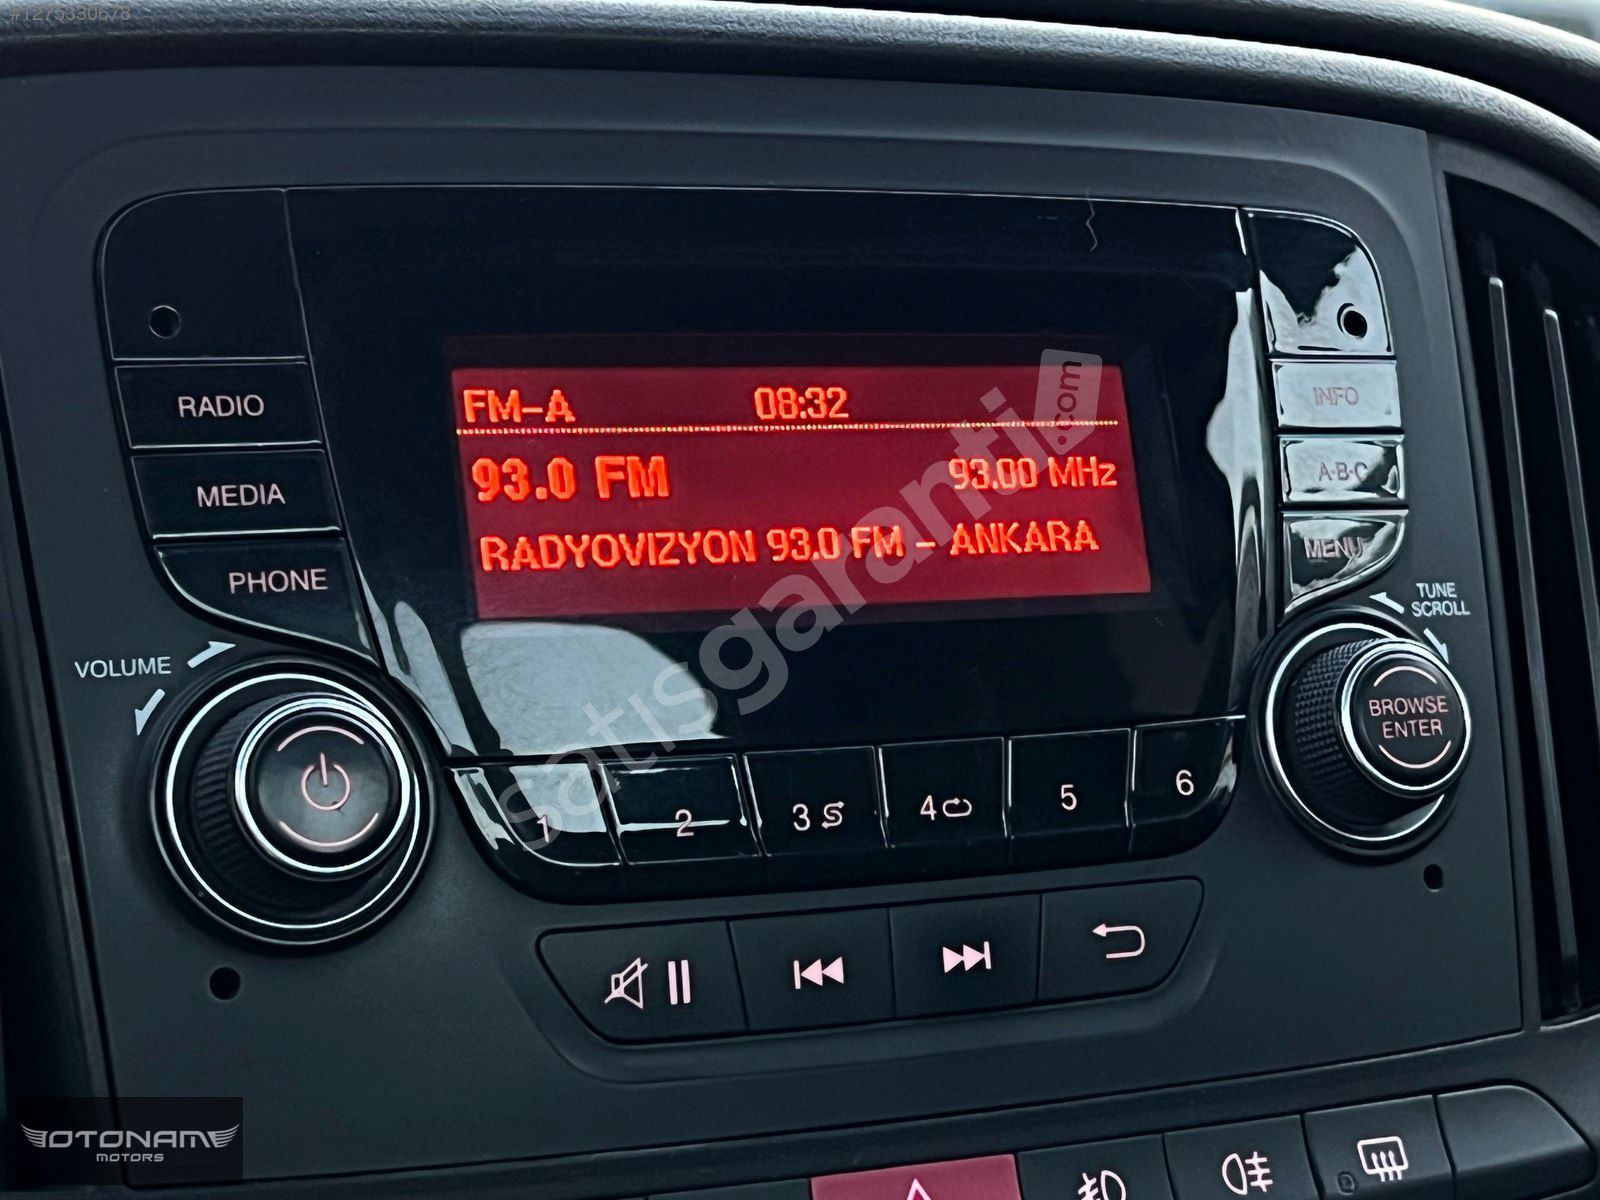 #1275330678
RADIO
MEDIA
PHONE
VOLUME
FM-A 08:32
93.0 FM 93.00 MHz
RADYOVIZYON 93.0 FM - ANKARA
INFO
A·B·C
MENU
TUNE
SCROLL
BROWSE
ENTER
1 2 3 4 5 6
satisgaranti.com
OTONAM
MOTORS